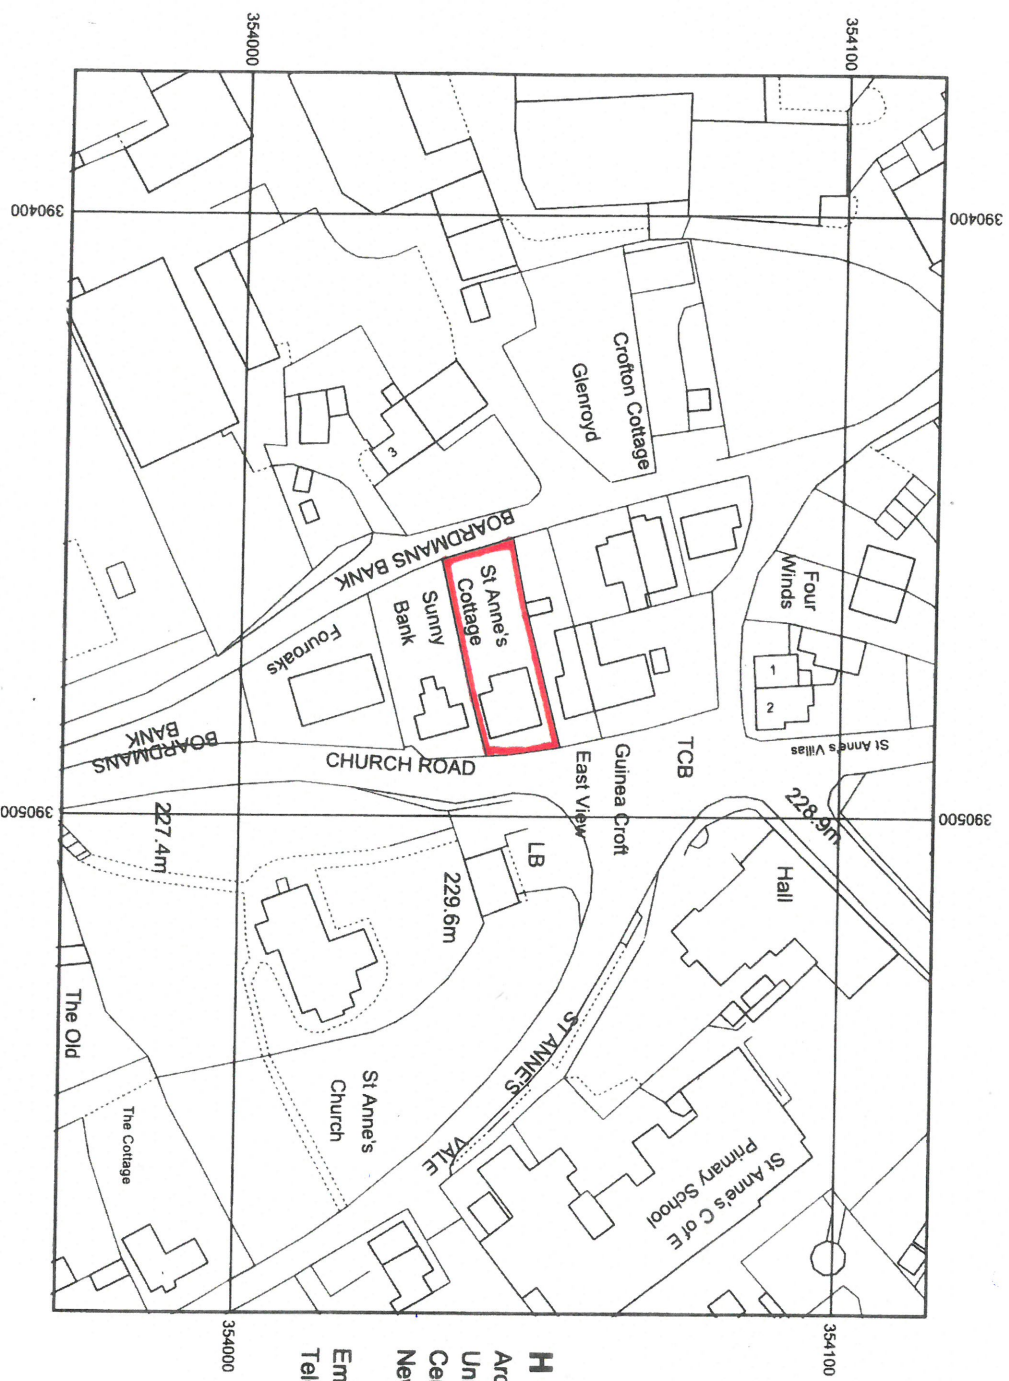 354000
354100
390400
390400
Crofton Cottage
Glenroyd
3
BOARDMANS BANK
St Anne's
Cottage
Sunny
Bank
Fouroaks
Four
Winds
1
2
St Anne's Villas
BOARDMANS
BANK
CHURCH ROAD
TCB
Guinea Croft
East View
390500
390500
227.4m
228.9m
LB
229.6m
Hall
The Old
ST ANNE'S
VALE
St Anne's
Church
The Cottage
St Anne's C of E
Primary School
354000
354100
H
Arc
Un
Ce
Ne
Em
Tel